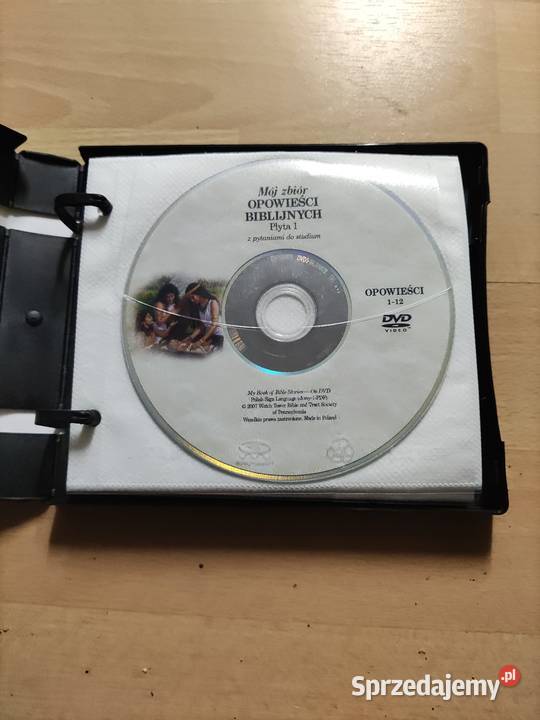 Mój zbiór
OPOWIEŚCI
BIBLIJNYCH
Płyta 1
z pytaniami do studium
OPOWIEŚCI
1-12
DVD
VIDEO
My Book of Bible Stories—On DVD
Polish Sign Language
© 2007 Watch Tower Bible and Tract Society
of Pennsylvania
Wszelkie prawa zastrzeżone. Made in Poland
Sprzedajemy.pl